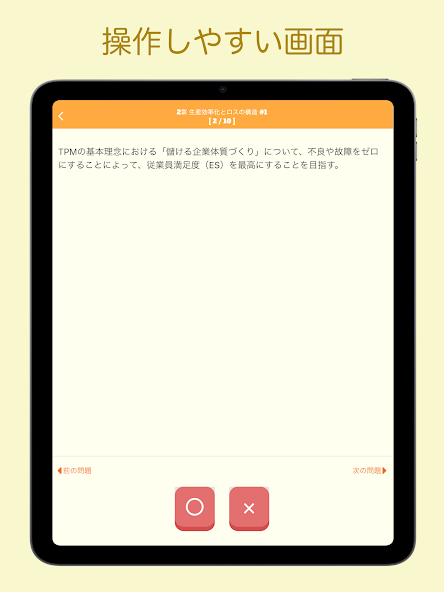 操作しやすい画面
2章 生産効率化とロスの構造 #1
[ 2 / 10 ]
TPMの基本理念における「儲ける企業体質づくり」について、不良や故障をゼロ
にすることによって、従業員満足度（ES）を最高にすることを目指す。
前の問題
次の問題